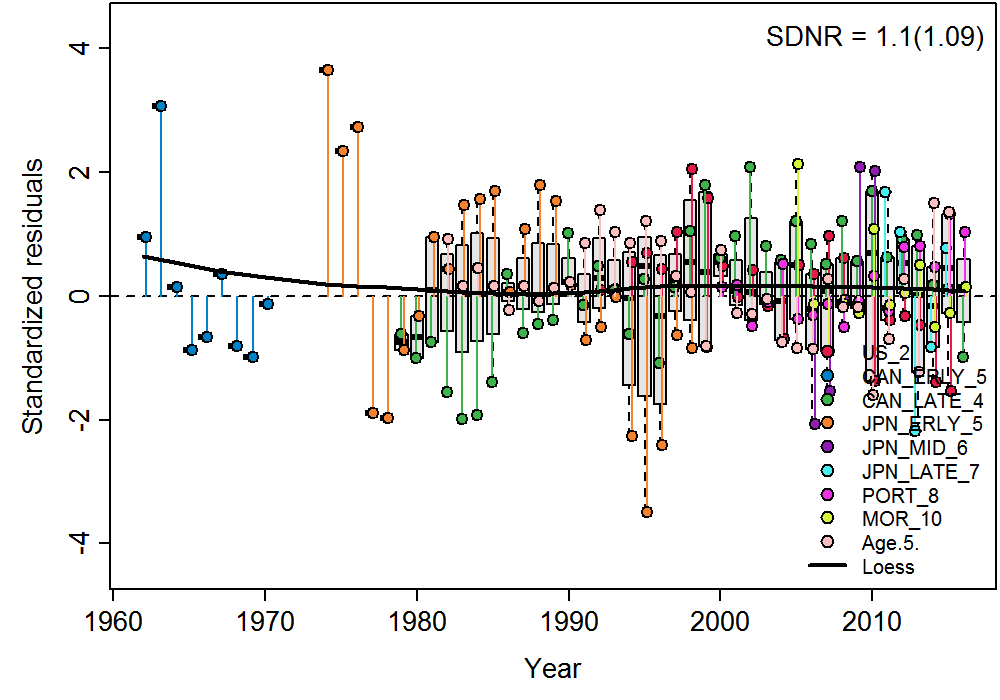 SDNR = 1.1(1.09)
4
2
0
-2
-4
Standardized residuals
US_2
CAN_ERLY_5
CAN_LATE_4
JPN_ERLY_5
JPN_MID_6
JPN_LATE_7
PORT_8
MOR_10
Age.5.
Loess
1960 1970 1980 1990 2000 2010
Year